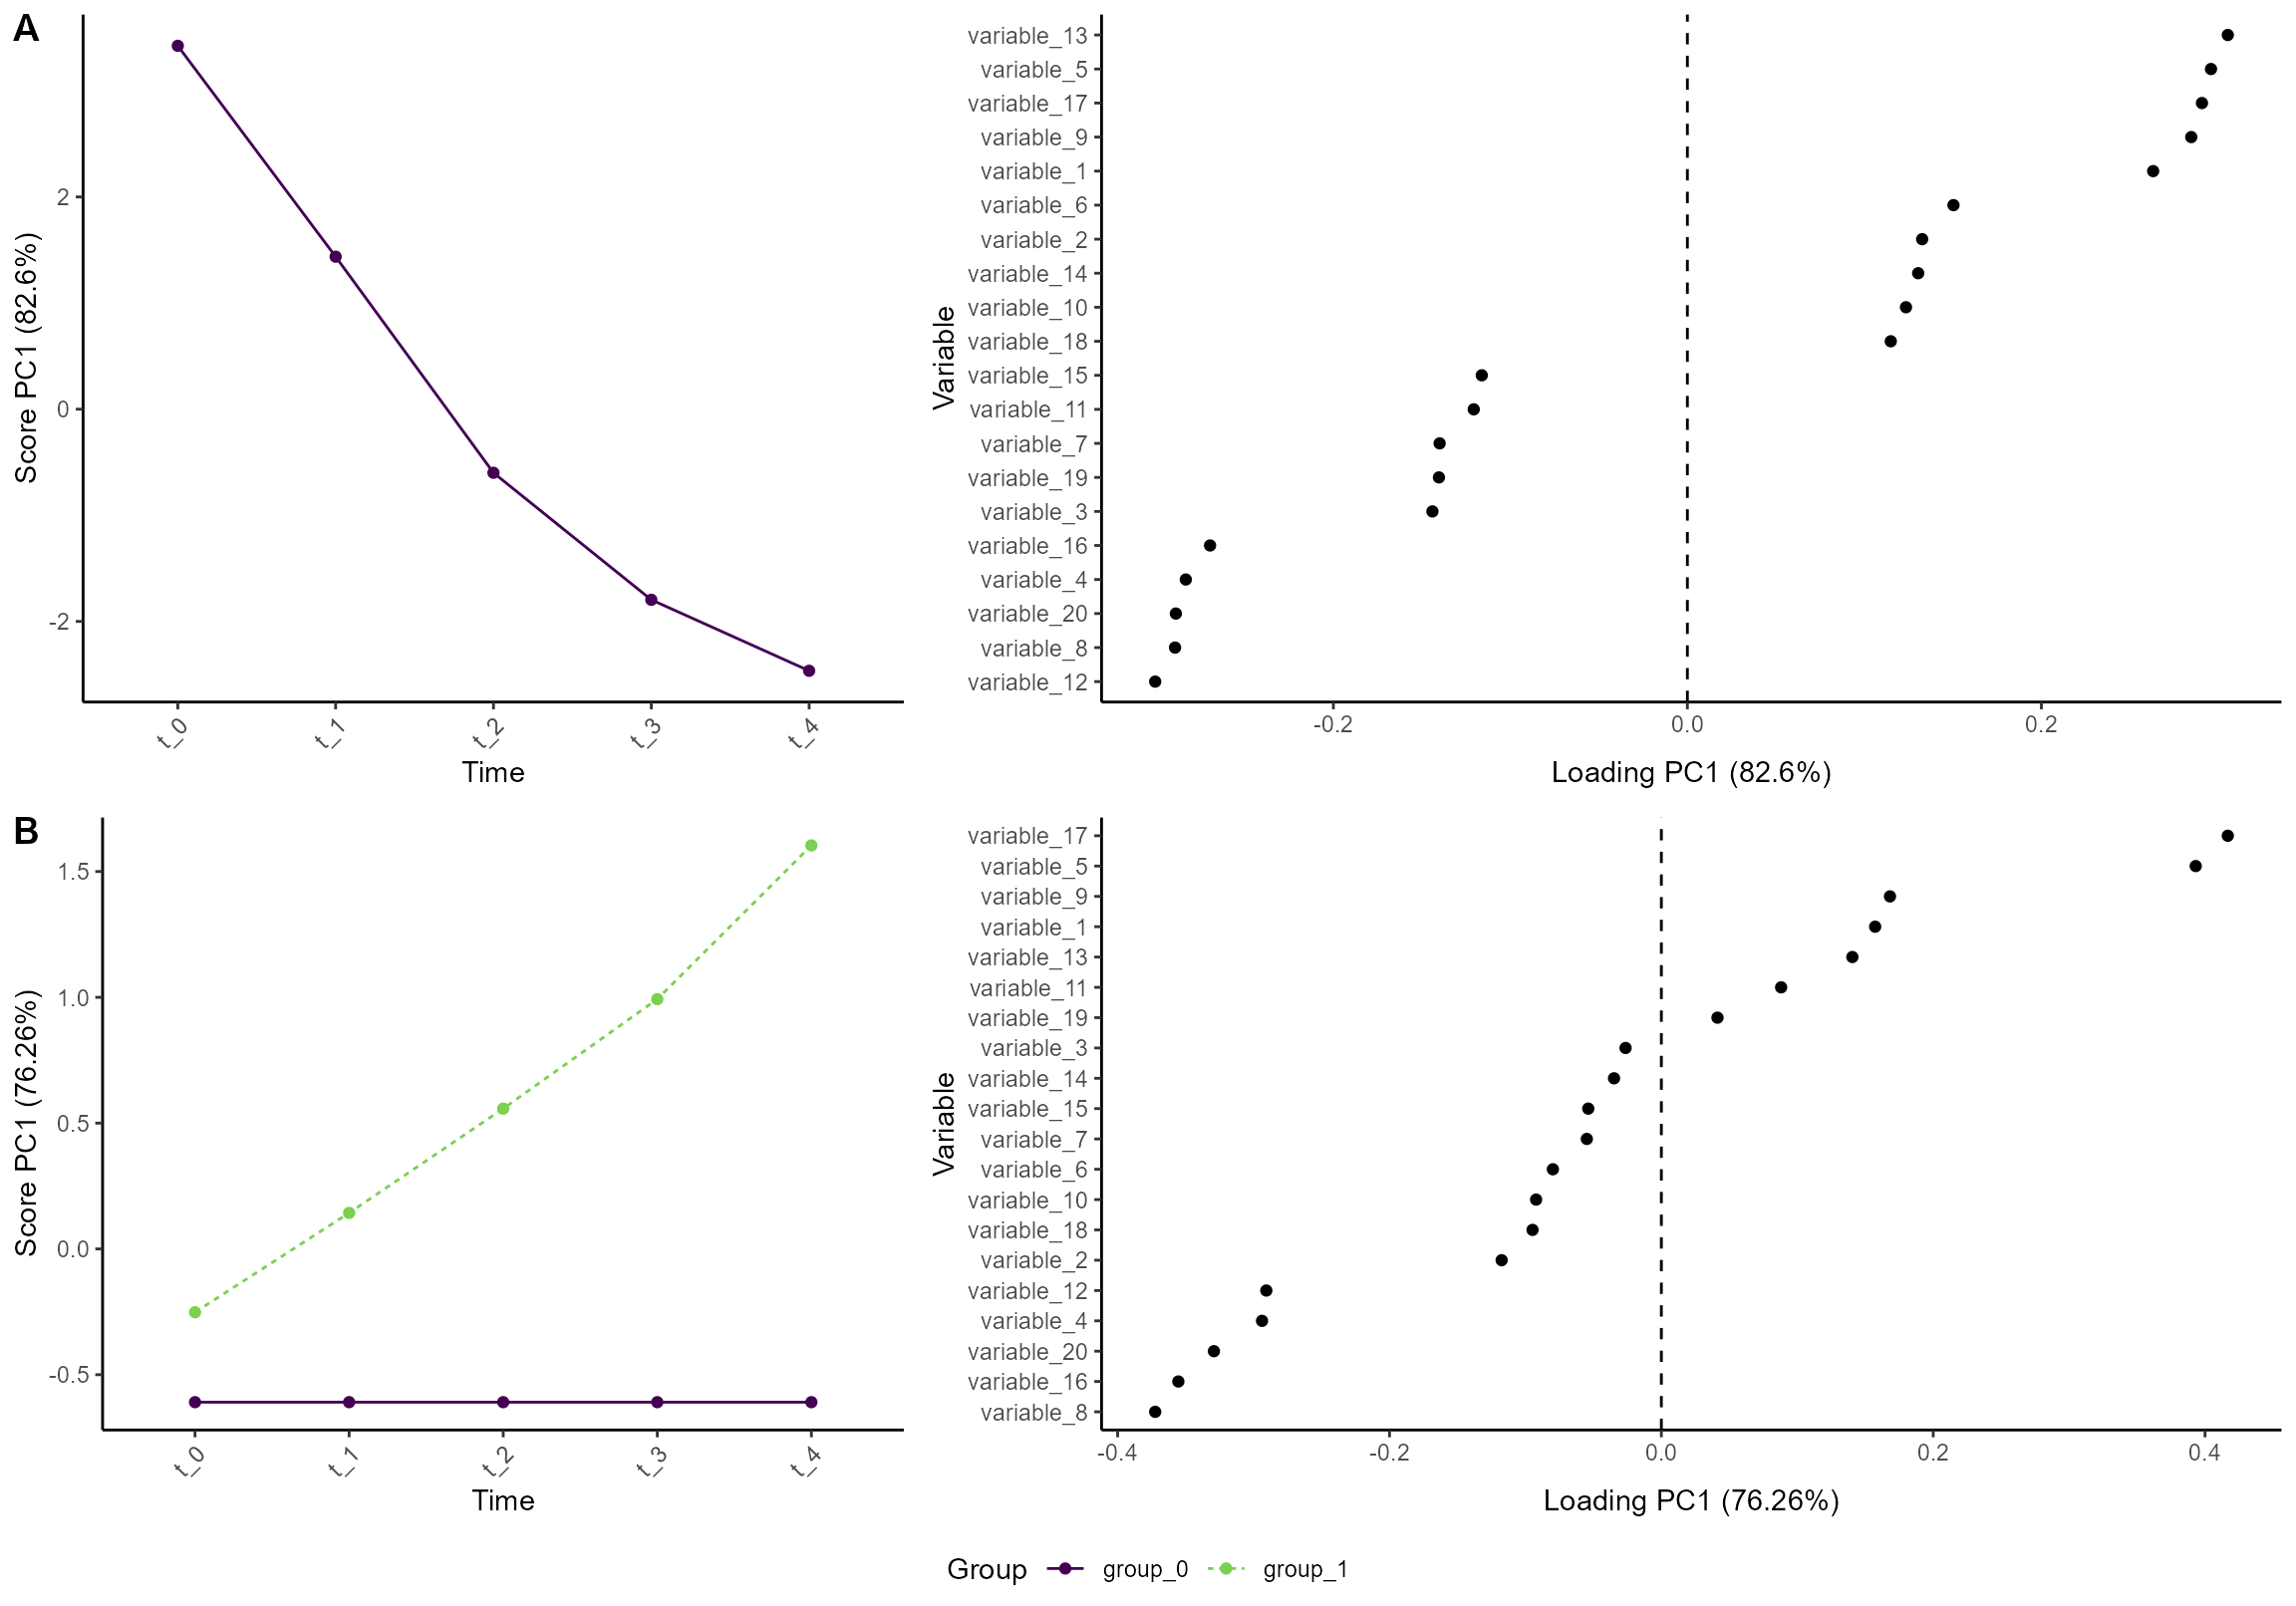 A
Score PC1 (82.6%)
2
0
-2
t_0
t_1
t_2
t_3
t_4
Time
Variable
variable_13
variable_5
variable_17
variable_9
variable_1
variable_6
variable_2
variable_14
variable_10
variable_18
variable_15
variable_11
variable_7
variable_19
variable_3
variable_16
variable_4
variable_20
variable_8
variable_12
-0.2
0.0
0.2
Loading PC1 (82.6%)
B
Score PC1 (76.26%)
1.5
1.0
0.5
0.0
-0.5
t_0
t_1
t_2
t_3
t_4
Time
Variable
variable_17
variable_5
variable_9
variable_1
variable_13
variable_11
variable_19
variable_3
variable_14
variable_15
variable_7
variable_6
variable_10
variable_18
variable_2
variable_12
variable_4
variable_20
variable_16
variable_8
-0.4
-0.2
0.0
0.2
0.4
Loading PC1 (76.26%)
Group
group_0
group_1